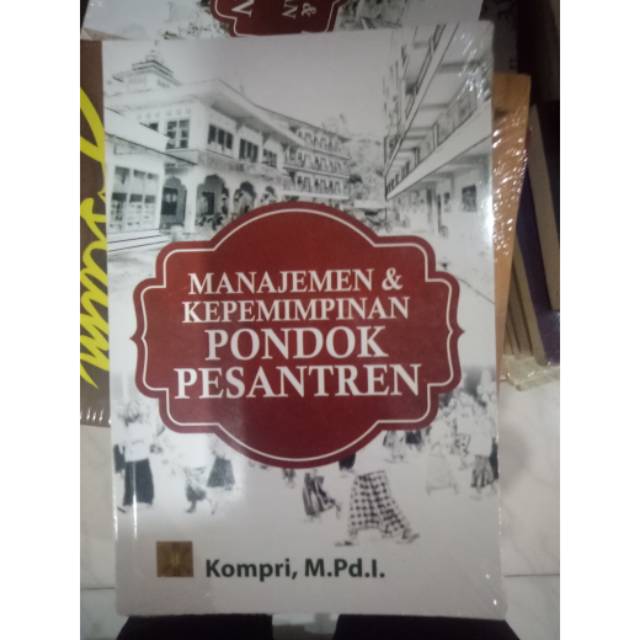 MANAJEMEN &
KEPEMIMPINAN
PONDOK
PESANTREN
Kompri, M.Pd.I.